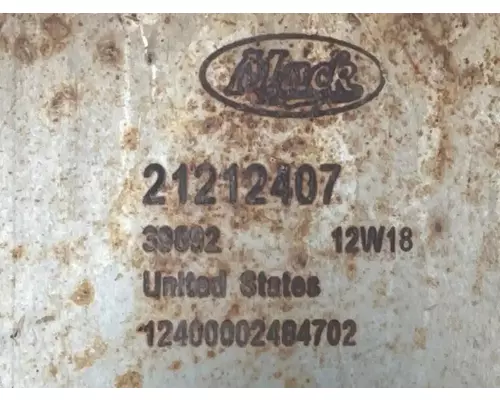 Mack
21212407
39692 12W18
United States
12400002484702